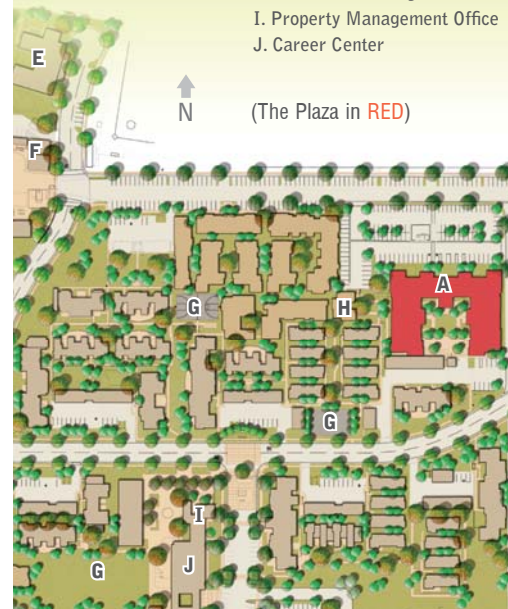 I. Property Management Office
J. Career Center
E
N
(The Plaza in RED)
F
A
G
H
G
I
G
J